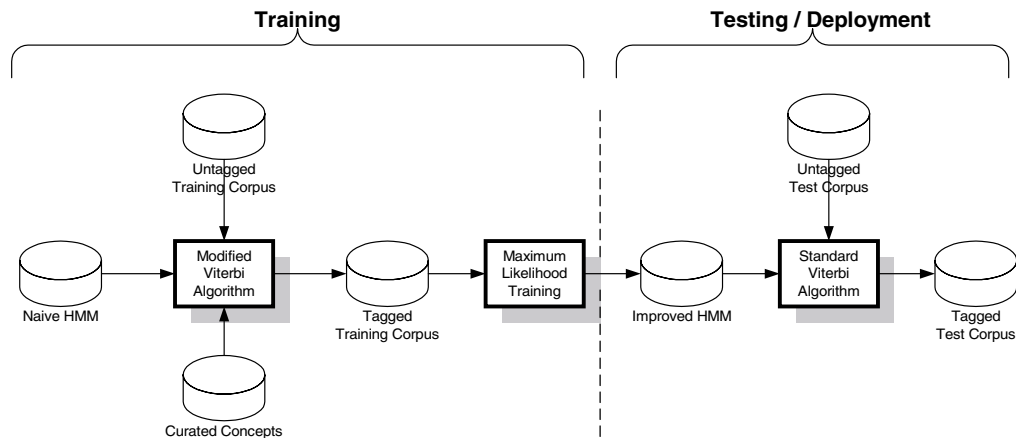 Training
Testing / Deployment
Untagged
Training Corpus
Untagged
Test Corpus
Naive HMM
Modified
Viterbi
Algorithm
Tagged
Training Corpus
Maximum
Likelihood
Training
Improved HMM
Standard
Viterbi
Algorithm
Tagged
Test Corpus
Curated Concepts